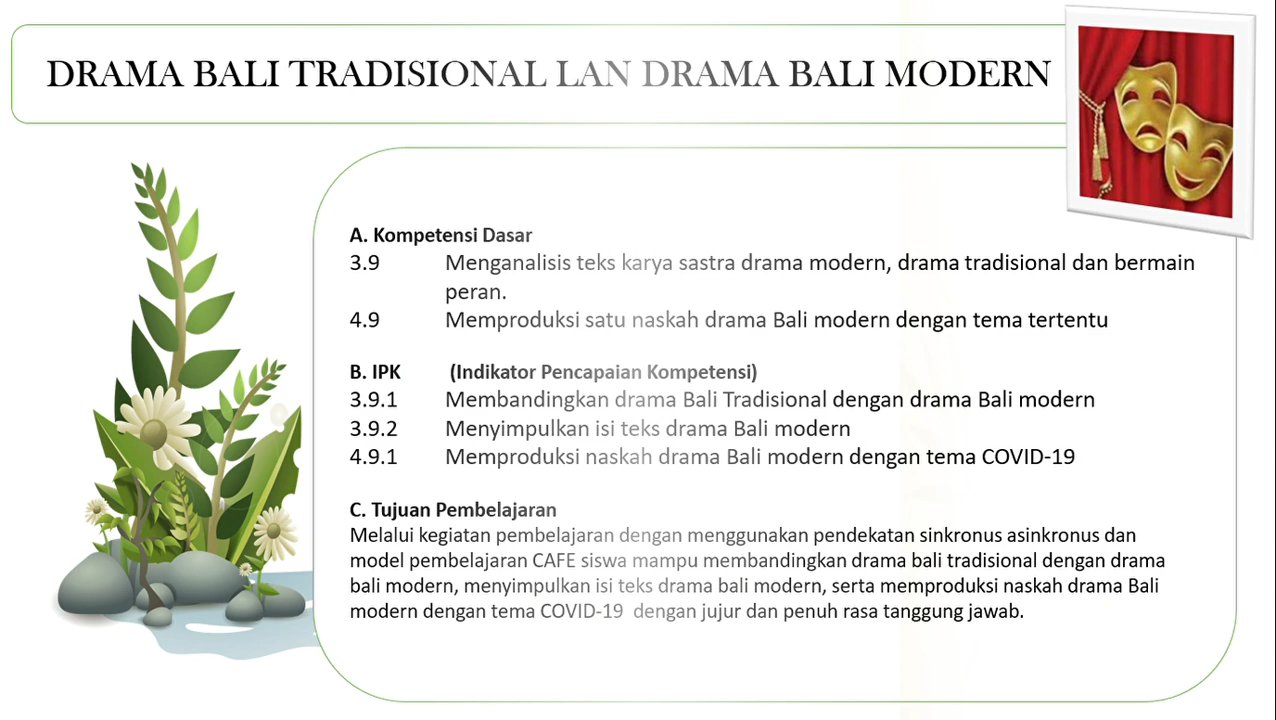 DRAMA BALI TRADISIONAL LAN DRAMA BALI MODERN
A. Kompetensi Dasar
3.9 Menganalisis teks karya sastra drama modern, drama tradisional dan bermain
peran.
4.9 Memproduksi satu naskah drama Bali modern dengan tema tertentu
B. IPK (Indikator Pencapaian Kompetensi)
3.9.1 Membandingkan drama Bali Tradisional dengan drama Bali modern
3.9.2 Menyimpulkan isi teks drama Bali modern
4.9.1 Memproduksi naskah drama Bali modern dengan tema COVID-19
C. Tujuan Pembelajaran
Melalui kegiatan pembelajaran dengan menggunakan pendekatan sinkronus asinkronus dan
model pembelajaran CAFE siswa mampu membandingkan drama bali tradisional dengan drama
bali modern, menyimpulkan isi teks drama bali modern, serta memproduksi naskah drama Bali
modern dengan tema COVID-19 dengan jujur dan penuh rasa tanggung jawab.